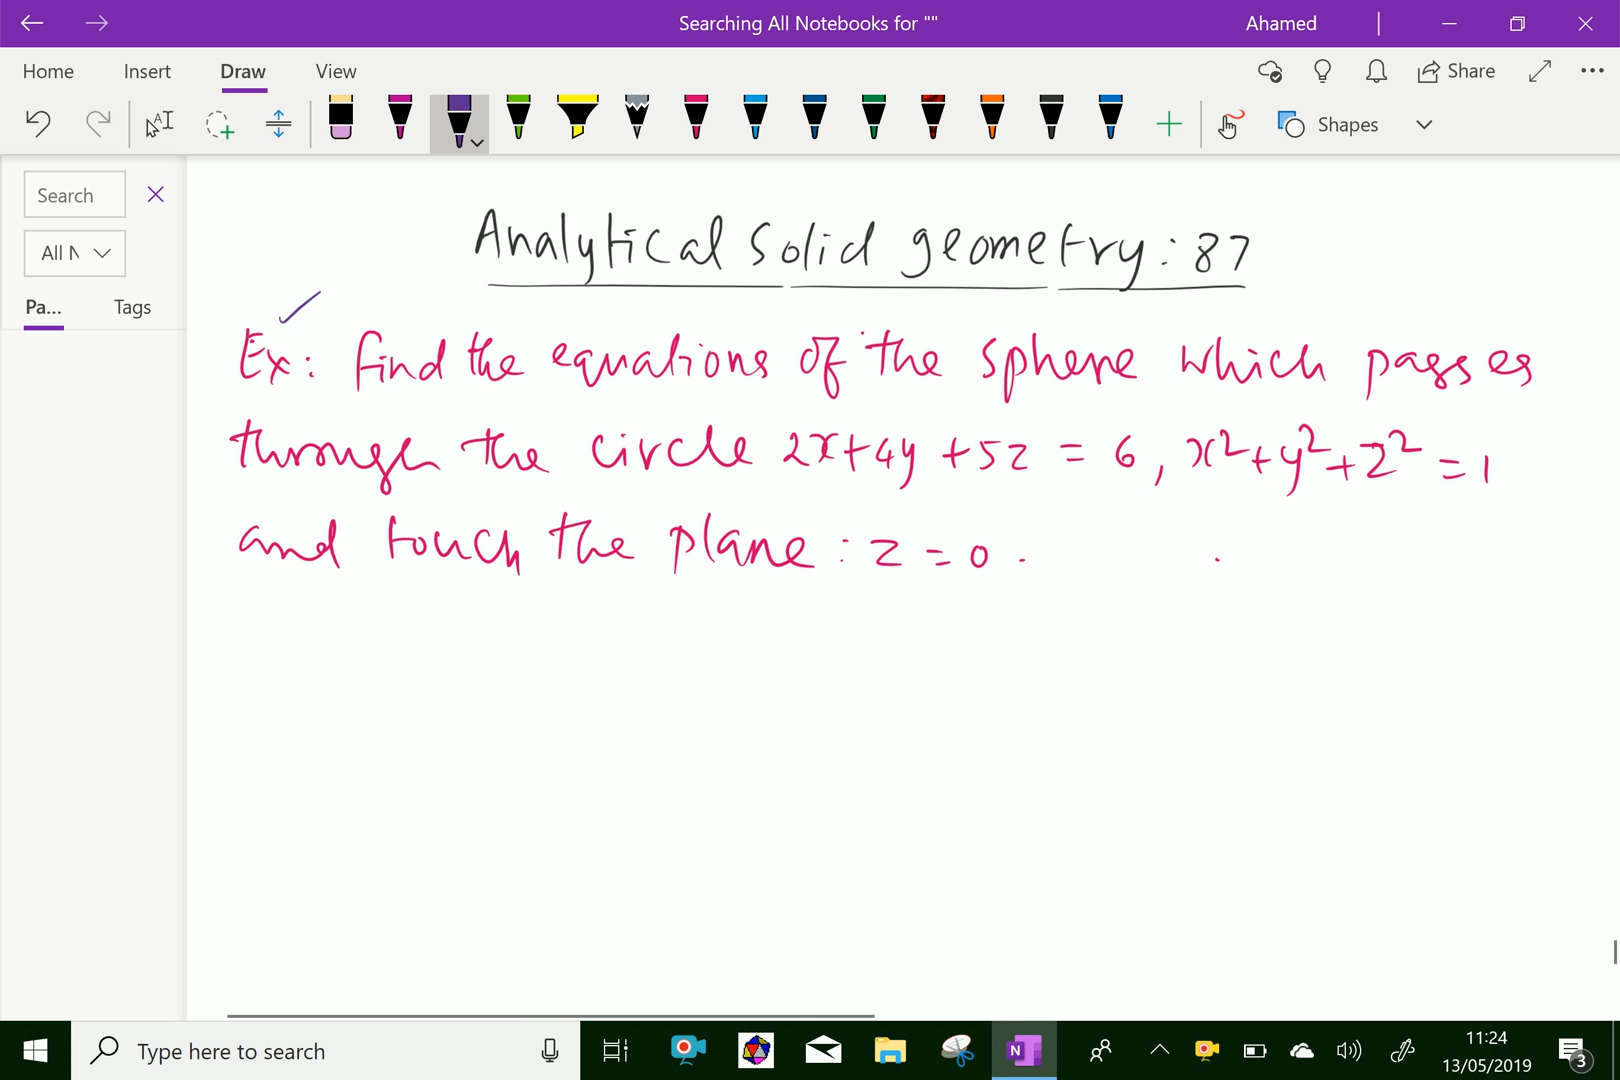 Searching All Notebooks for ""
Ahamed
Home Insert Draw View
Share
Shapes
Search
All N
Pa... Tags
Analytical solid geometry: 87
Ex: Find the equations of the sphere which passes
through the circle 2x+4y+5z = 6, x²+y²+z² = 1
and touch the plane: z = 0.
Type here to search
11:24
13/05/2019
3